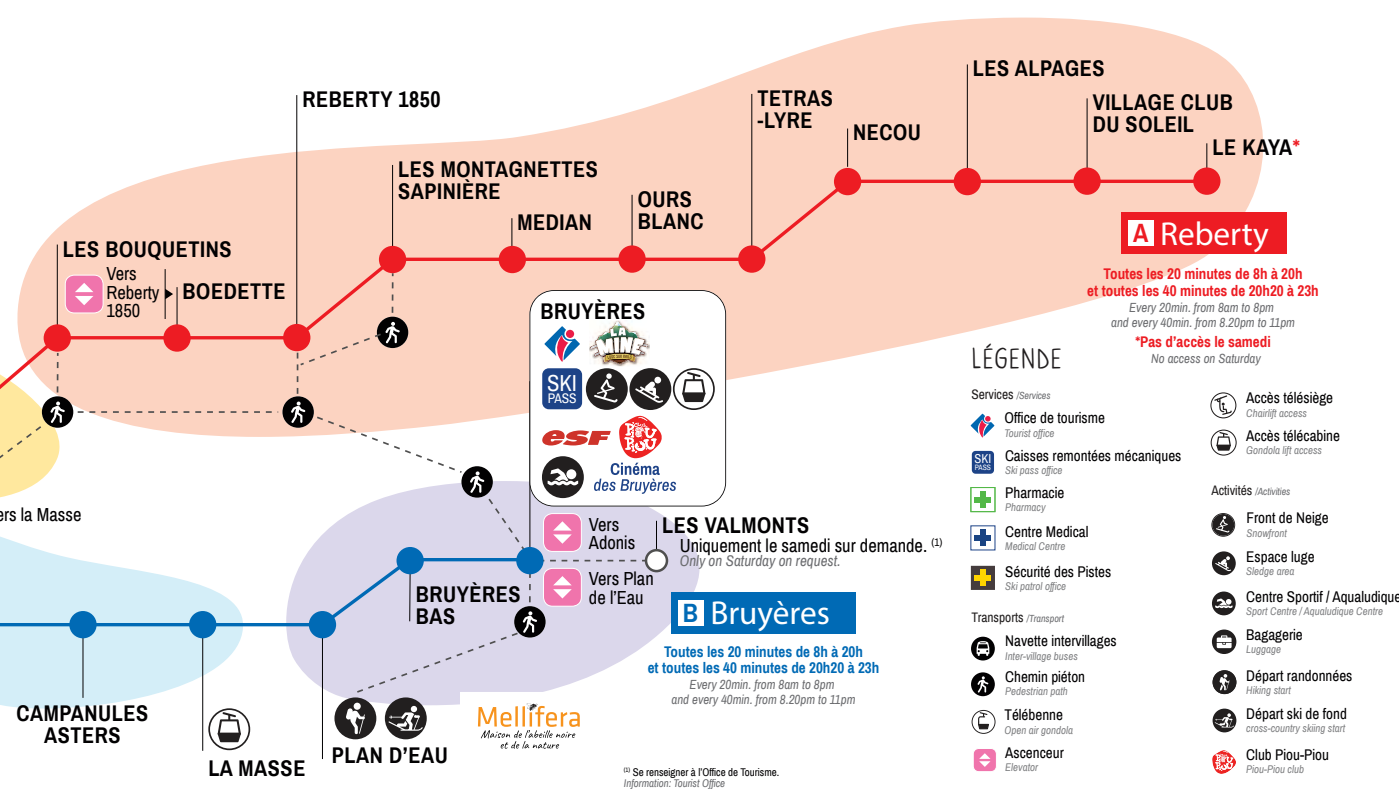 LES ALPAGES
REBERTY 1850
TETRAS
-LYRE
VILLAGE CLUB
DU SOLEIL
NECOU
LE KAYA*
LES MONTAGNETTES
SAPINIÈRE
OURS
BLANC
MEDIAN
A Reberty
LES BOUQUETINS
Vers
Reberty
1850
BOEDETTE
Toutes les 20 minutes de 8h à 20h
et toutes les 40 minutes de 20h20 à 23h
Every 20min. from 8am to 8pm
and every 40min. from 8.20pm to 11pm
*Pas d'accès le samedi
No access on Saturday
BRUYÈRES
LA
MINE
SKI
PASS
esf
PIOU
PIOU
Cinéma
des Bruyères
ers la Masse
Vers
Adonis
LES VALMONTS
Uniquement le samedi sur demande. (1)
Only on Saturday on request.
Vers Plan
de l'Eau
BRUYÈRES
BAS
B Bruyères
Toutes les 20 minutes de 8h à 20h
et toutes les 40 minutes de 20h20 à 23h
Every 20min. from 8am to 8pm
and every 40min. from 8.20pm to 11pm
CAMPANULES
ASTERS
LA MASSE
PLAN D'EAU
Mellifera
Maison de l'abeille noire
et de la nature
(1) Se renseigner à l'Office de Tourisme.
Information: Tourist Office
LÉGENDE
Services /Services
Office de tourisme
Tourist office
SKI
PASS
Caisses remontées mécaniques
Ski pass office
Pharmacie
Pharmacy
Centre Medical
Medical Centre
Sécurité des Pistes
Ski patrol office
Transports /Transport
Navette intervillages
Inter-village buses
Chemin piéton
Pedestrian path
Télébenne
Open air gondola
Ascenceur
Elevator
Accès télésiège
Chairlift access
Accès télécabine
Gondola lift access
Activités /Activities
Front de Neige
Snowfront
Espace luge
Sledge area
Centre Sportif / Aqualudique
Sport Centre / Aqualudique Centre
Bagagerie
Luggage
Départ randonnées
Hiking start
Départ ski de fond
cross-country skiing start
Club Piou-Piou
Piou-Piou club